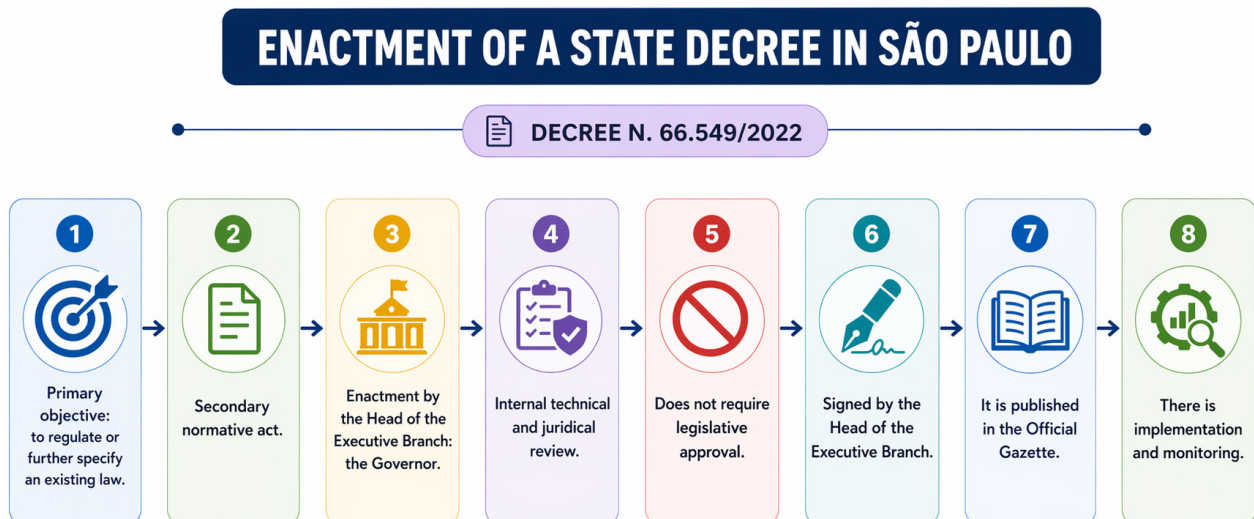 ENACTMENT OF A STATE DECREE IN SÃO PAULO
DECREE N. 66.549/2022
1
Primary
objective:
to regulate or
further specify
an existing law.
2
Secondary
normative act.
3
Enactment by
the Head of the
Executive Branch:
the Governor.
4
Internal technical
and juridical
review.
5
Does not require
legislative
approval.
6
Signed by the
Head of the
Executive Branch.
7
It is published
in the Official
Gazette.
8
There is
implementation
and monitoring.